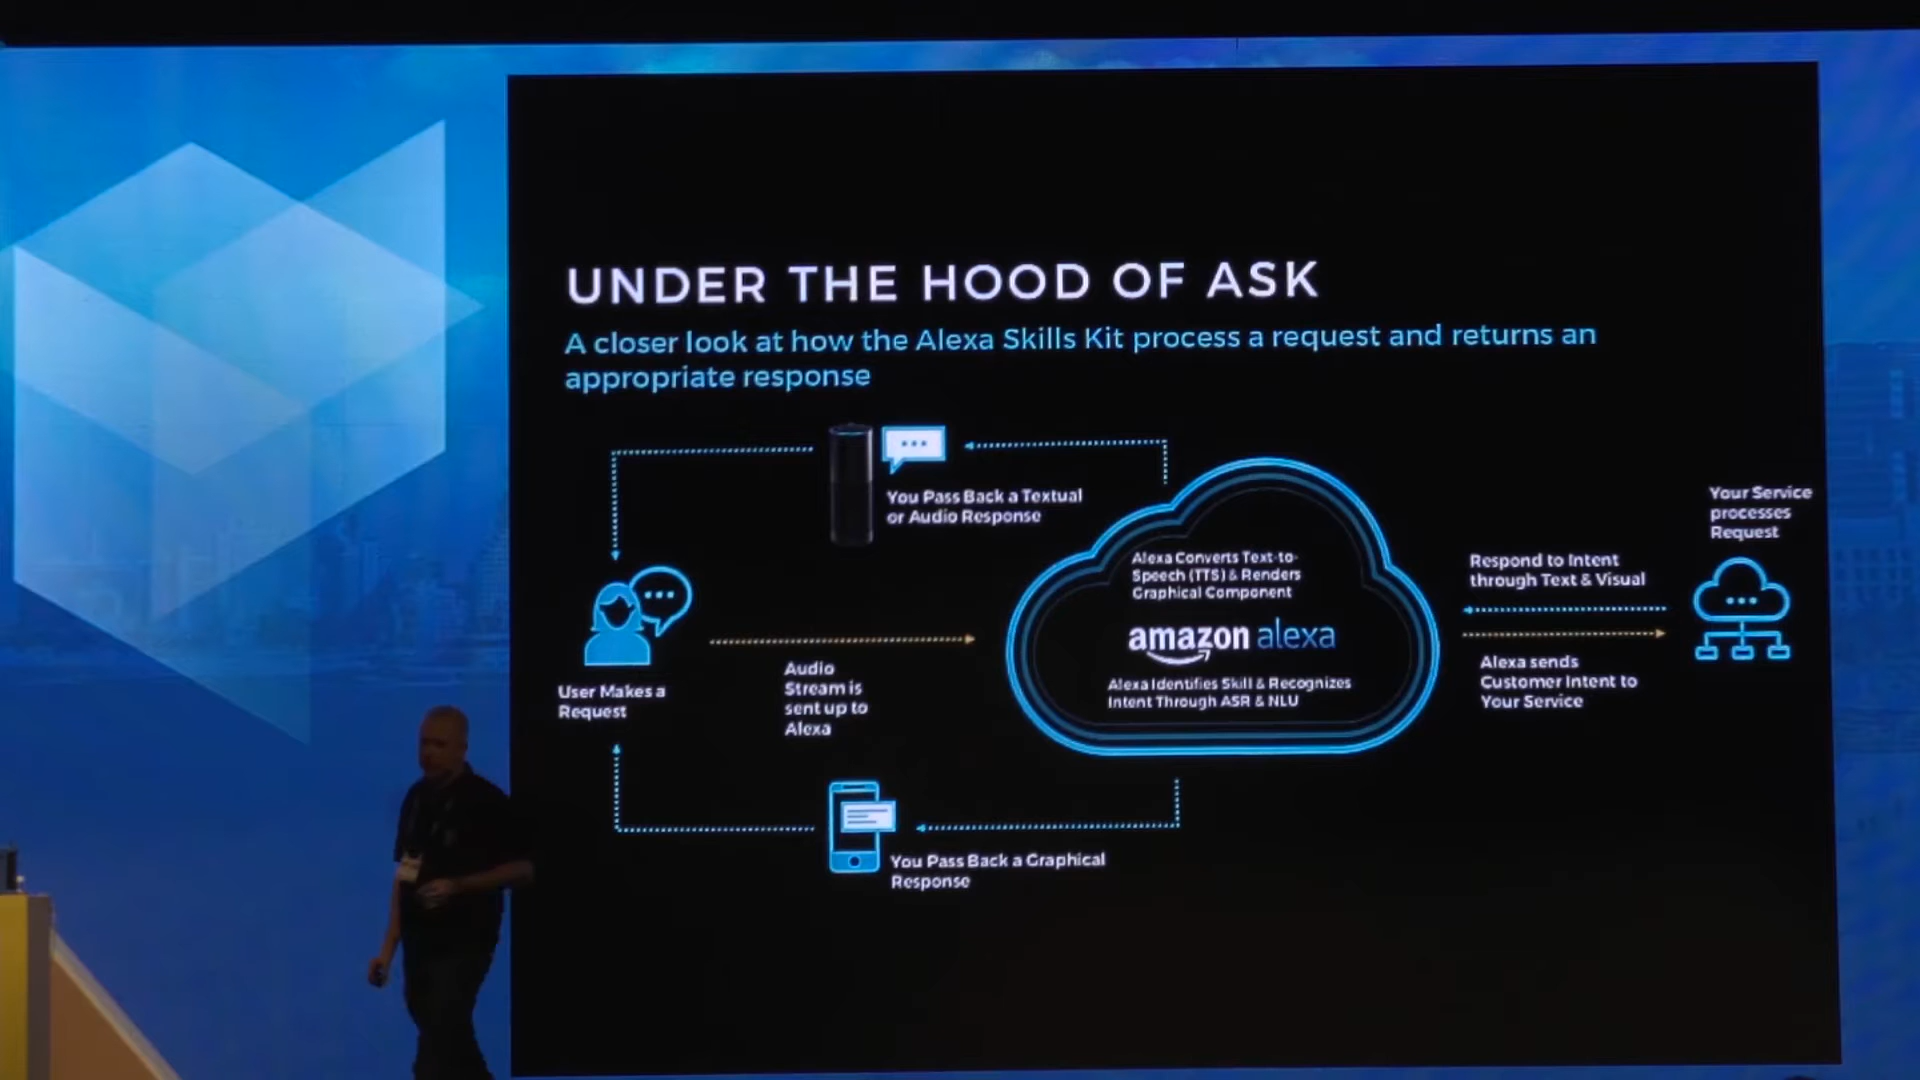 UNDER THE HOOD OF ASK
A closer look at how the Alexa Skills Kit process a request and returns an
appropriate response
You Pass Back a Textual
or Audio Response
Your Service
processes
Request
Alexa Converts Text-to-
Speech (TTS) & Renders
Graphical Component
Respond to Intent
through Text & Visual
amazon alexa
User Makes a
Request
Audio
Stream is
sent up to
Alexa
Alexa Identifies Skill & Recognizes
Intent Through ASR & NLU
Alexa sends
Customer Intent to
Your Service
You Pass Back a Graphical
Response